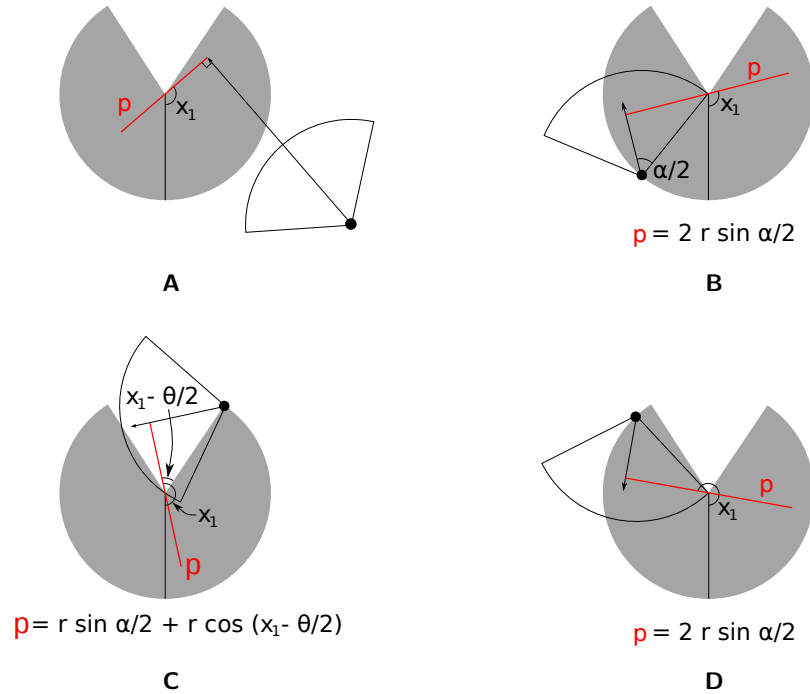 p
x₁
A
p
x₁
α/2
p = 2 r sin α/2
B
x₁- θ/2
x₁
p
p = r sin α/2 + r cos (x₁- θ/2)
C
p
x₁
p = 2 r sin α/2
D